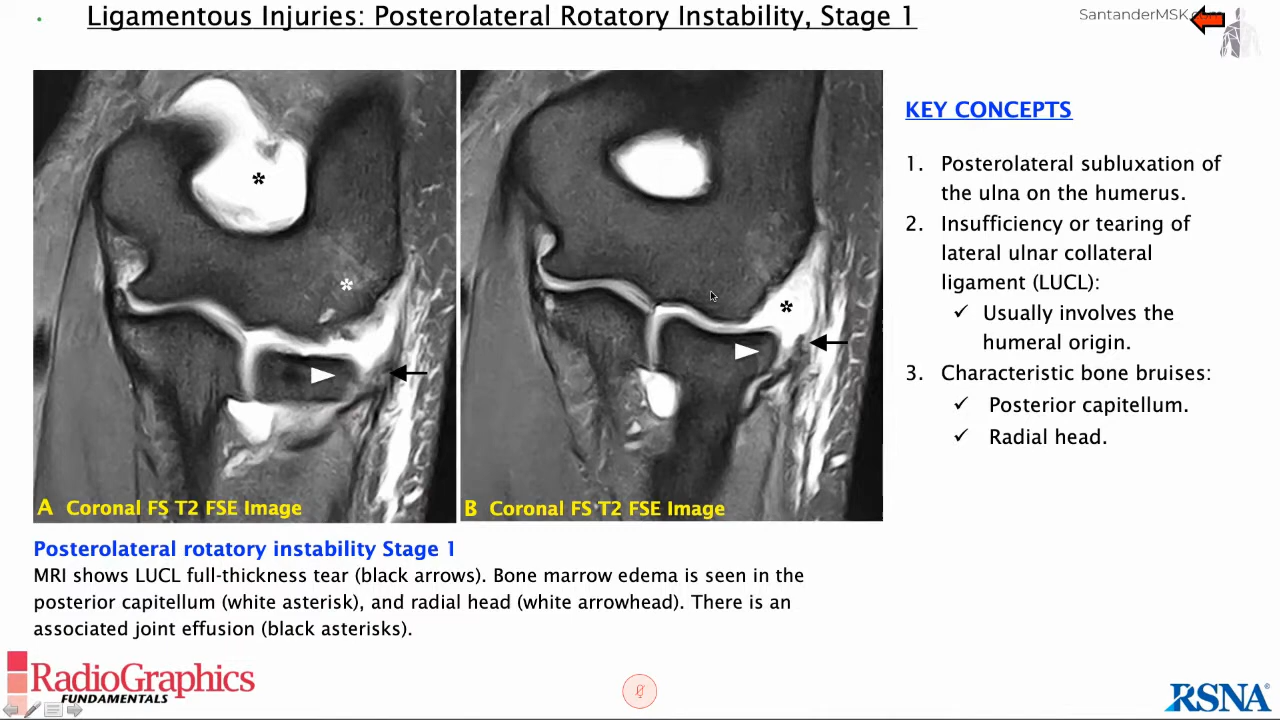 Ligamentous Injuries: Posterolateral Rotatory Instability, Stage 1
KEY CONCEPTS
1. Posterolateral subluxation of
the ulna on the humerus.
2. Insufficiency or tearing of
lateral ulnar collateral
ligament (LUCL):
✓ Usually involves the
humeral origin.
3. Characteristic bone bruises:
✓ Posterior capitellum.
✓ Radial head.
*
*
*
A Coronal FS T2 FSE Image
B Coronal FS T2 FSE Image
Posterolateral rotatory instability Stage 1
MRI shows LUCL full-thickness tear (black arrows). Bone marrow edema is seen in the
posterior capitellum (white asterisk), and radial head (white arrowhead). There is an
associated joint effusion (black asterisks).
RadioGraphics
FUNDAMENTALS
RSNA®